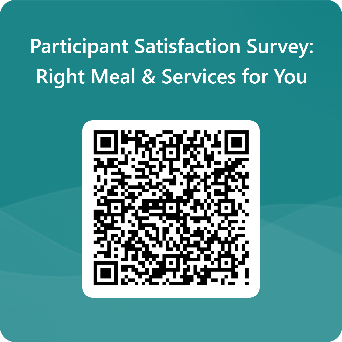 Participant Satisfaction Survey:
Right Meal & Services for You